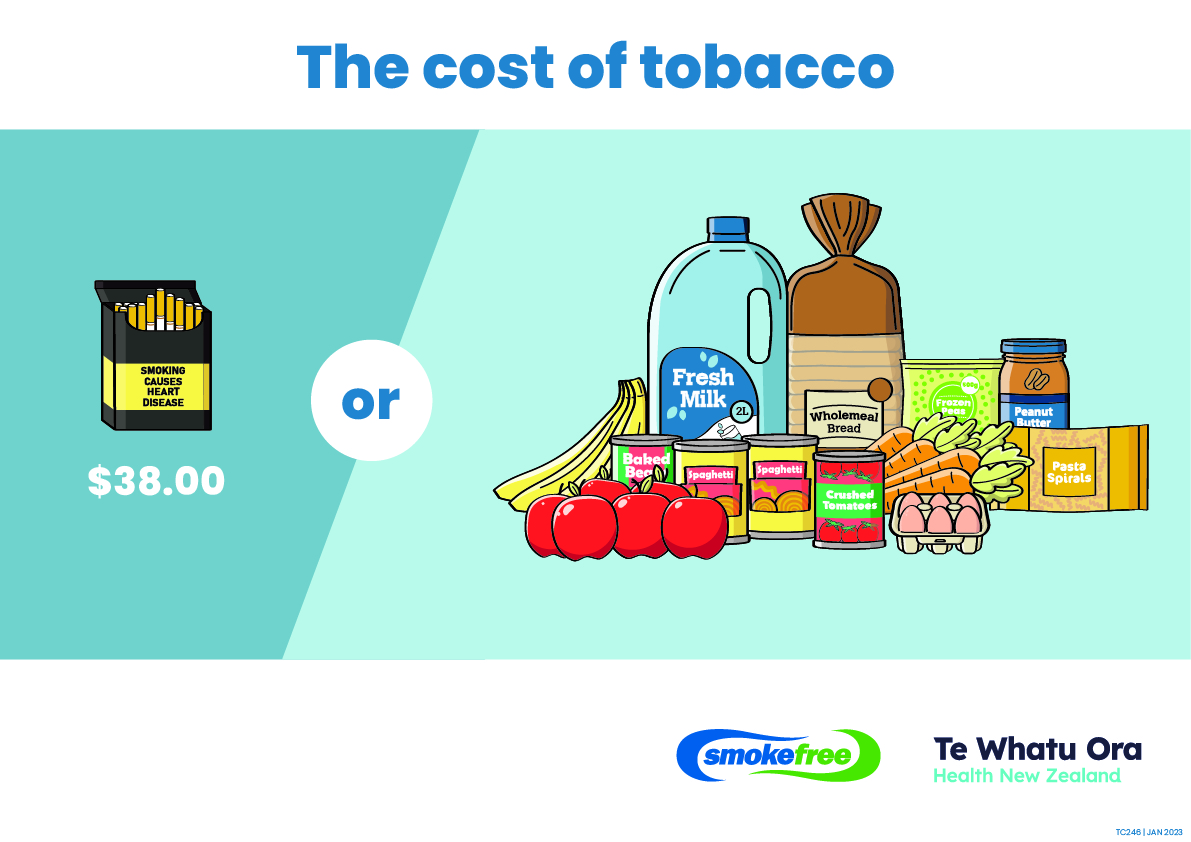 The cost of tobacco
SMOKING
CAUSES
HEART
DISEASE
$38.00
or
Fresh
Milk
2L
Wholemeal
Bread
Frozen
Peas
Peanut
Butter
Baked
Bea
Spaghetti
Spaghetti
Crushed
Tomatoes
Pasta
Spirals
smokefree
Te Whatu Ora
Health New Zealand
TC246 | JAN 2023